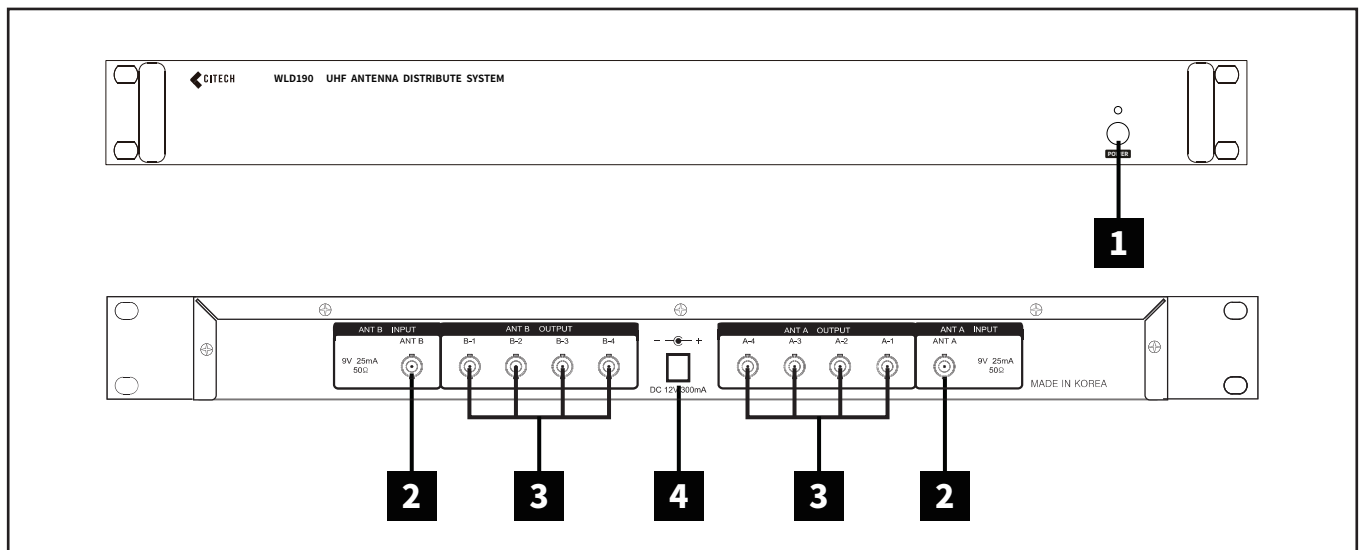 CITECH WLD190 UHF ANTENNA DISTRIBUTE SYSTEM
POWER
1
ANT B INPUT
ANT B
9V 25mA
50Ω
ANT B OUTPUT
B-1 B-2 B-3 B-4
- +
DC 12V 300mA
ANT A OUTPUT
A-4 A-3 A-2 A-1
ANT A INPUT
ANT A
9V 25mA
50Ω
MADE IN KOREA
2 3 4 3 2